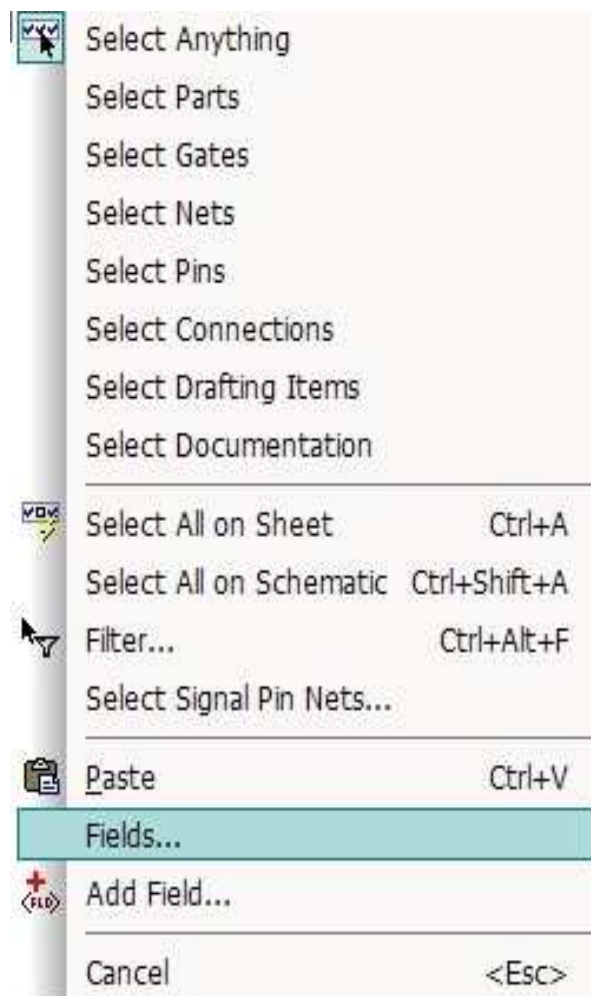 Select Anything
Select Parts
Select Gates
Select Nets
Select Pins
Select Connections
Select Drafting Items
Select Documentation
Select All on Sheet Ctrl+A
Select All on Schematic Ctrl+Shift+A
Filter... Ctrl+Alt+F
Select Signal Pin Nets...
Paste Ctrl+V
Fields...
<FLD> Add Field...
Cancel <Esc>